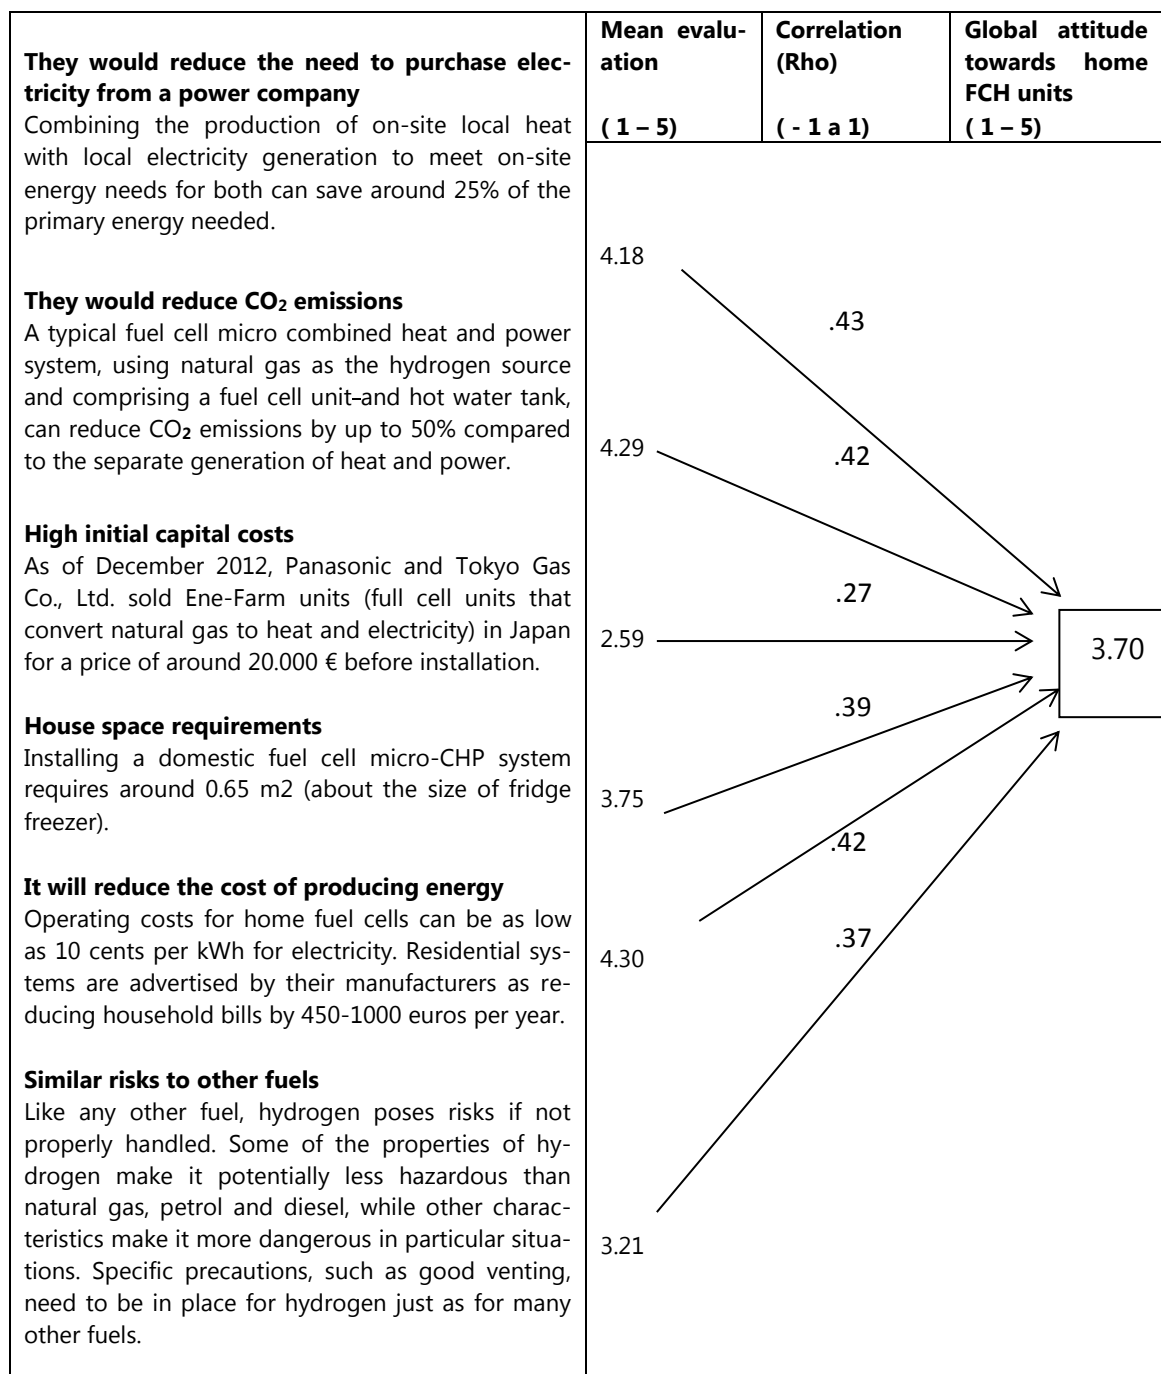 They would reduce the need to purchase elec-
tricity from a power company
Combining the production of on-site local heat
with local electricity generation to meet on-site
energy needs for both can save around 25% of the
primary energy needed.
They would reduce CO₂ emissions
A typical fuel cell micro combined heat and power
system, using natural gas as the hydrogen source
and comprising a fuel cell unit–and hot water tank,
can reduce CO₂ emissions by up to 50% compared
to the separate generation of heat and power.
High initial capital costs
As of December 2012, Panasonic and Tokyo Gas
Co., Ltd. sold Ene-Farm units (full cell units that
convert natural gas to heat and electricity) in Japan
for a price of around 20.000 € before installation.
House space requirements
Installing a domestic fuel cell micro-CHP system
requires around 0.65 m2 (about the size of fridge
freezer).
It will reduce the cost of producing energy
Operating costs for home fuel cells can be as low
as 10 cents per kWh for electricity. Residential sys-
tems are advertised by their manufacturers as re-
ducing household bills by 450-1000 euros per year.
Similar risks to other fuels
Like any other fuel, hydrogen poses risks if not
properly handled. Some of the properties of hy-
drogen make it potentially less hazardous than
natural gas, petrol and diesel, while other charac-
teristics make it more dangerous in particular situa-
tions. Specific precautions, such as good venting,
need to be in place for hydrogen just as for many
other fuels.
Mean evalu-
ation
( 1 – 5)
Correlation
(Rho)
( - 1 a 1)
Global attitude
towards home
FCH units
( 1 – 5)
4.18
4.29
2.59
3.75
4.30
3.21
.43
.42
.27
.39
.42
.37
3.70